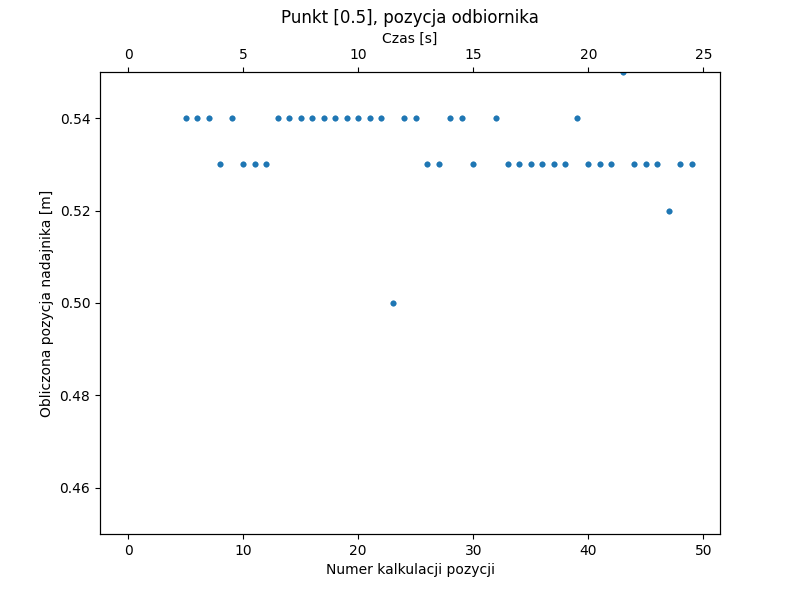 Punkt [0.5], pozycja odbiornika
Czas [s]
0 5 10 15 20 25
0.54
0.52
0.50
0.48
0.46
Obliczona pozycja nadajnika [m]
0 10 20 30 40 50
Numer kalkulacji pozycji